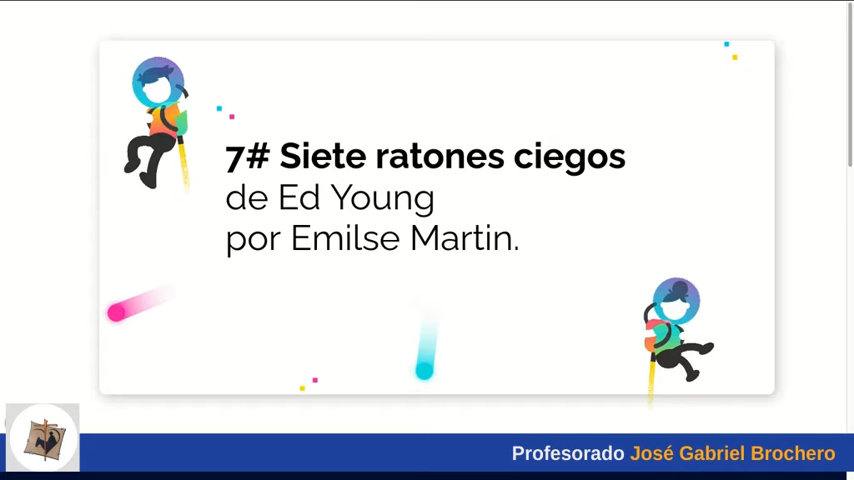 7# Siete ratones ciegos
de Ed Young
por Emilse Martin.
Profesorado José Gabriel Brochero